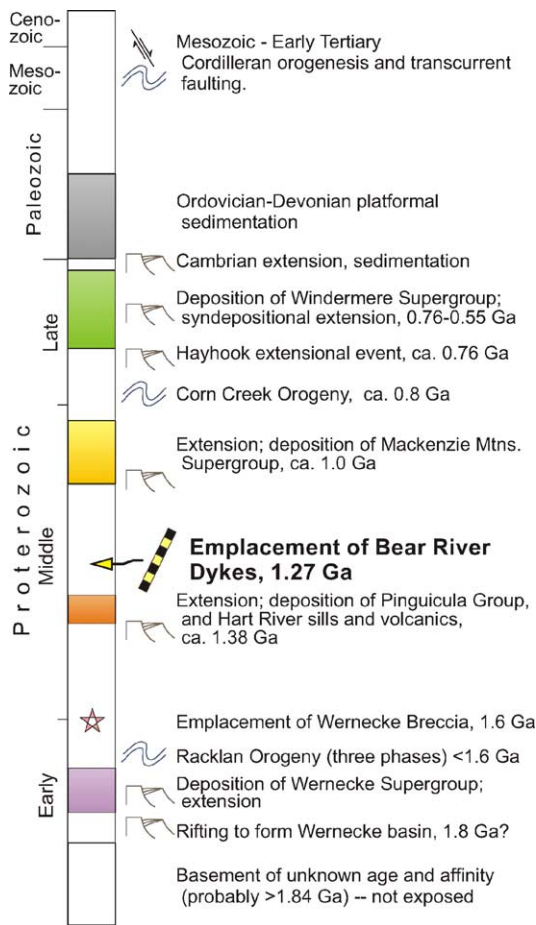 Ceno-
zoic
Mesozoic - Early Tertiary
Cordilleran orogenesis and transcurrent
faulting.
Meso-
zoic
Paleozoic
Ordovician-Devonian platformal
sedimentation
Cambrian extension, sedimentation
Proterozoic
Late
Deposition of Windermere Supergroup;
syndepositional extension, 0.76-0.55 Ga
Hayhook extensional event, ca. 0.76 Ga
Corn Creek Orogeny, ca. 0.8 Ga
Middle
Extension; deposition of Mackenzie Mtns.
Supergroup, ca. 1.0 Ga
Emplacement of Bear River
Dykes, 1.27 Ga
Extension; deposition of Pinguicula Group,
and Hart River sills and volcanics,
ca. 1.38 Ga
Emplacement of Wernecke Breccia, 1.6 Ga
Early
Racklan Orogeny (three phases) <1.6 Ga
Deposition of Wernecke Supergroup;
extension
Rifting to form Wernecke basin, 1.8 Ga?
Basement of unknown age and affinity
(probably >1.84 Ga) -- not exposed